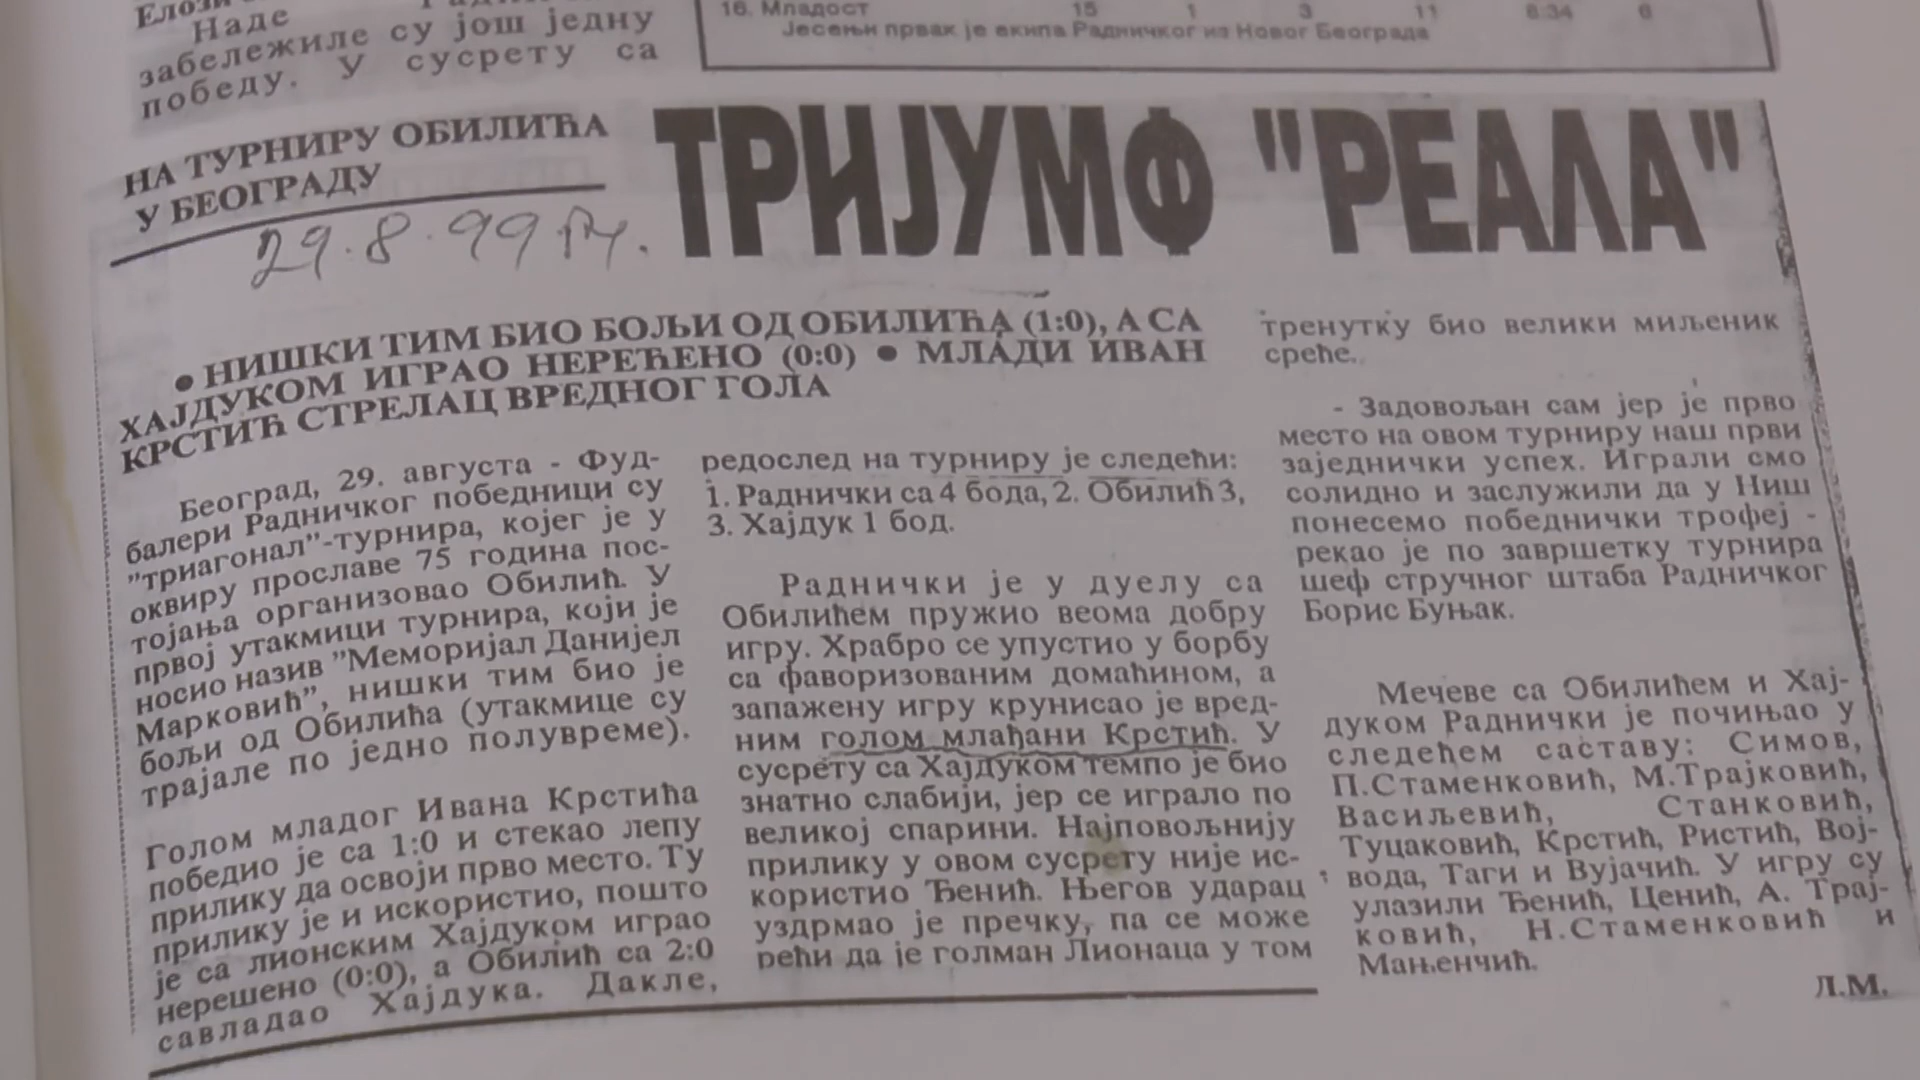 Наде
забележиле су још једну
победу. У сусрету са
16. Младост 15 1 3 11 8:34 6
Јесењи првак је екипа Радничког из Новог Београда
НА ТУРНИРУ ОБИЛИЋА
У БЕОГРАДУ
29.8.99 г.
ТРИЈУМФ "РЕАЛА"
● НИШКИ ТИМ БИО БОЉИ ОД ОБИЛИЋА (1:0), А СА
ХАЈДУКОМ ИГРАО НЕРЕЋЕНО (0:0) ● МЛАДИ ИВАН
КРСТИЋ СТРЕЛАЦ ВРЕДНОГ ГОЛА
Београд, 29. августа - Фуд-
балери Радничког победници су
"триагонал"-турнира, којег је у
оквиру прославе 75 година пос-
тојања организовао Обилић. У
првој утакмици турнира, који је
носио назив "Меморијал Данијел
Марковић", нишки тим био је
бољи од Обилића (утакмице су
трајале по једно полувреме).
Голом младог Ивана Крстића
победио је са 1:0 и стекао лепу
прилику да освоји прво место. Ту
прилику је и искористио, пошто
је са лионским Хајдуком играо
нерешено (0:0), а Обилић са 2:0
савладао Хајдука. Дакле,
редослед на турниру је следећи:
1. Раднички са 4 бода, 2. Обилић 3,
3. Хајдук 1 бод.
Раднички је у дуелу са
Обилићем пружио веома добру
игру. Храбро се упустио у борбу
са фаворизованим домаћином, а
запажену игру крунисао је вред-
ним голом млађани Крстић. У
сусрету са Хајдуком темпо је био
знатно слабији, јер се играло по
великој спарини. Најповољнију
прилику у овом сусрету није ис-
користио Ђенић. Његов ударац
уздрмао је пречку, па се може
рећи да је голман Лионаца у том
тренутку био велики миљеник
среће.
- Задовољан сам јер је прво
место на овом турниру наш први
заједнички успех. Играли смо
солидно и заслужили да у Ниш
понесемо победнички трофеј -
рекао је по завршетку турнира
шеф стручног штаба Радничког
Борис Буњак.
Мечеве са Обилићем и Хај-
дуком Раднички је почињао у
следећем саставу: Симов,
П.Стаменковић, М.Трајковић,
Васиљевић, Станковић,
Туцаковић, Крстић, Ристић, Вој-
вода, Таги и Вујачић. У игру су
улазили Ђенић, Ценић, А. Трај-
ковић, Н.Стаменковић и
Мањенчић.
Л.М.